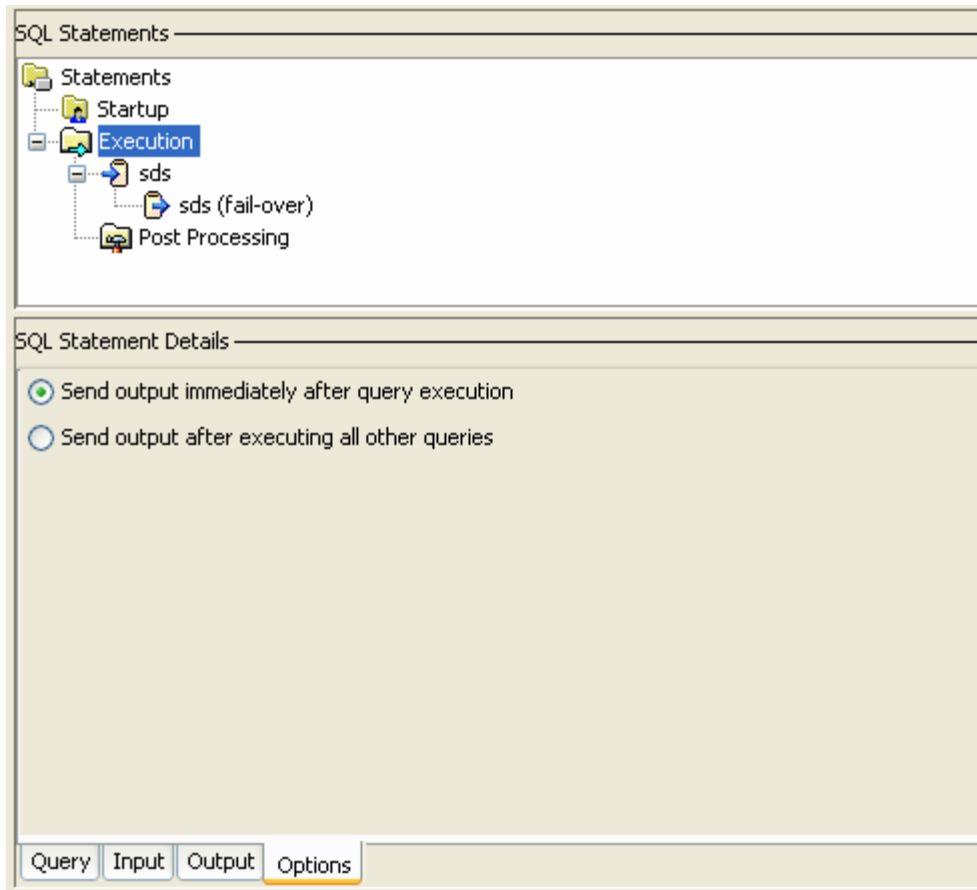 SQL Statements
Statements
Startup
Execution
sds
sds (fail-over)
Post Processing
SQL Statement Details
Send output immediately after query execution
Send output after executing all other queries
Query Input Output Options